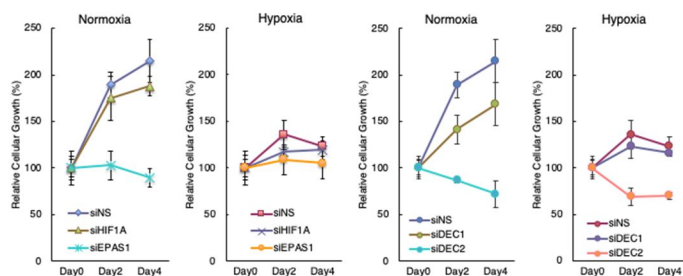 Normoxia
Relative Cellular Growth (%)
250
200
150
100
50
0
siNS
siHIF1A
siEPAS1
Day0 Day2 Day4
Hypoxia
Relative Cellular Growth (%)
250
200
150
100
50
0
siNS
siHIF1A
siEPAS1
Day0 Day2 Day4
Normoxia
Relative Cellular Growth (%)
250
200
150
100
50
0
siNS
siDEC1
siDEC2
Day0 Day2 Day4
Hypoxia
Relative Cellular Growth (%)
250
200
150
100
50
0
siNS
siDEC1
siDEC2
Day0 Day2 Day4